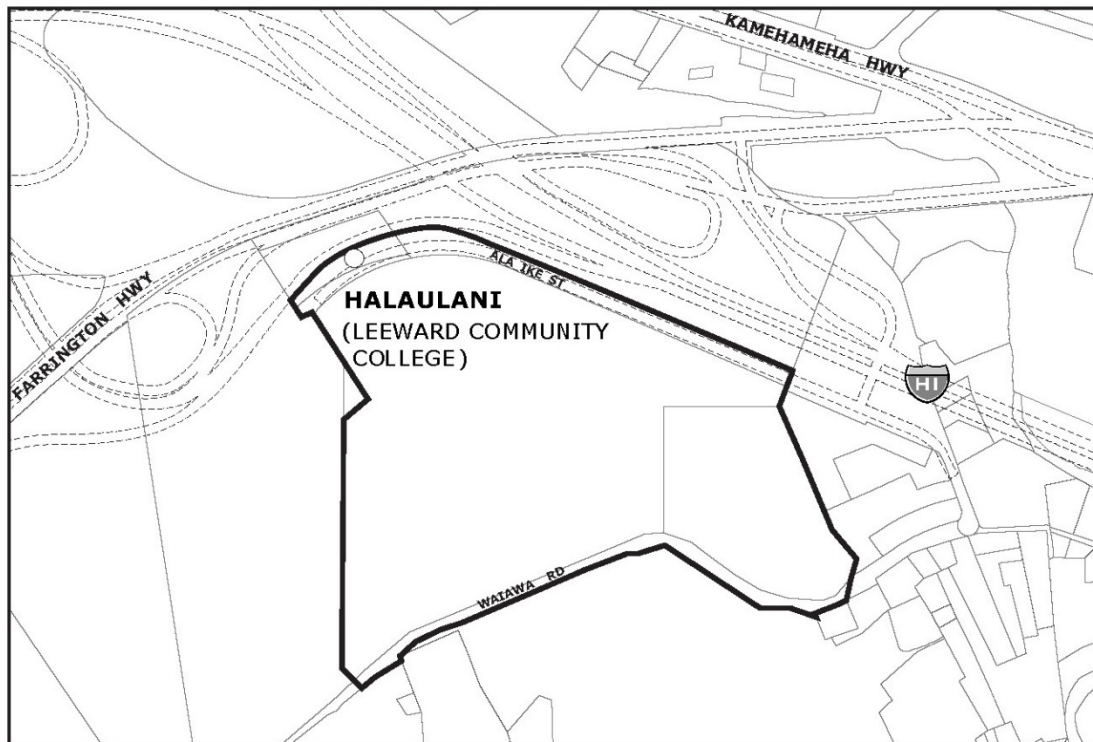 KAMEHAMEHA HWY
ALA IKE ST
FARRINGTON HWY
HALAULANI
(LEEWARD COMMUNITY
COLLEGE)
H1
WAIAWA RD